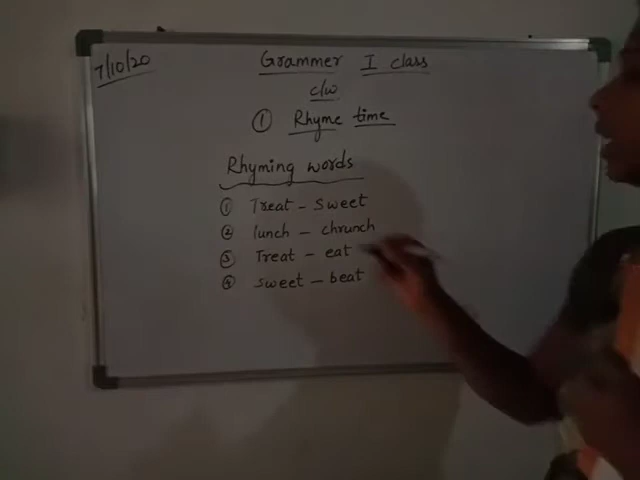 7/10/20
Grammer I class
c/w
① Rhyme time
Rhyming words
① Treat - Sweet
② lunch - chrunch
③ Treat - eat
④ sweet - beat